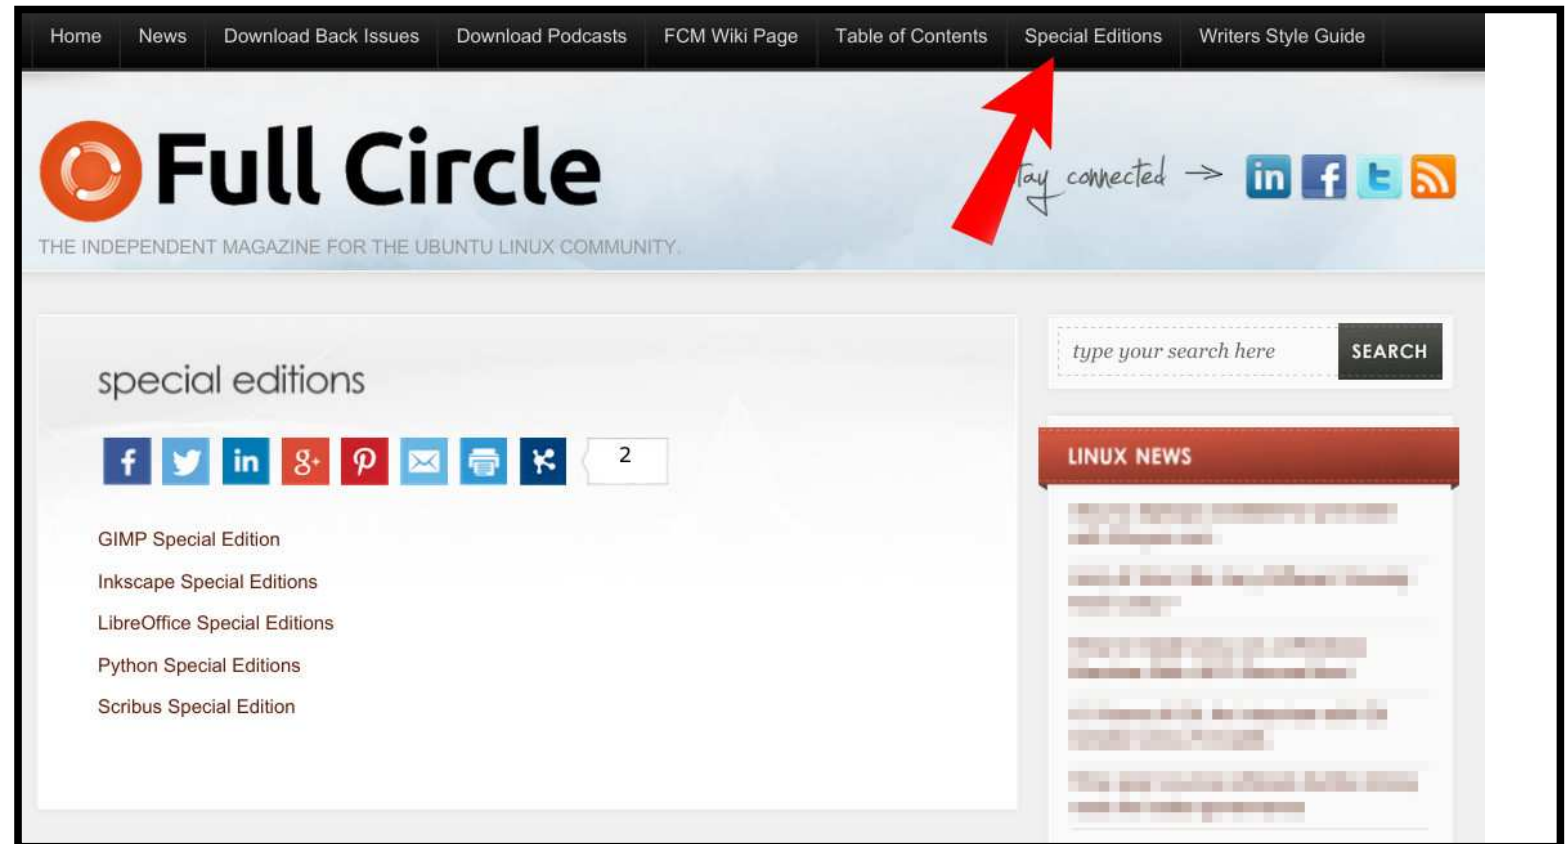 Home News Download Back Issues Download Podcasts FCM Wiki Page Table of Contents Special Editions Writers Style Guide
Full Circle
tay connected
THE INDEPENDENT MAGAZINE FOR THE UBUNTU LINUX COMMUNITY.
special editions
2
GIMP Special Edition
Inkscape Special Editions
LibreOffice Special Editions
Python Special Editions
Scribus Special Edition
type your search here SEARCH
LINUX NEWS